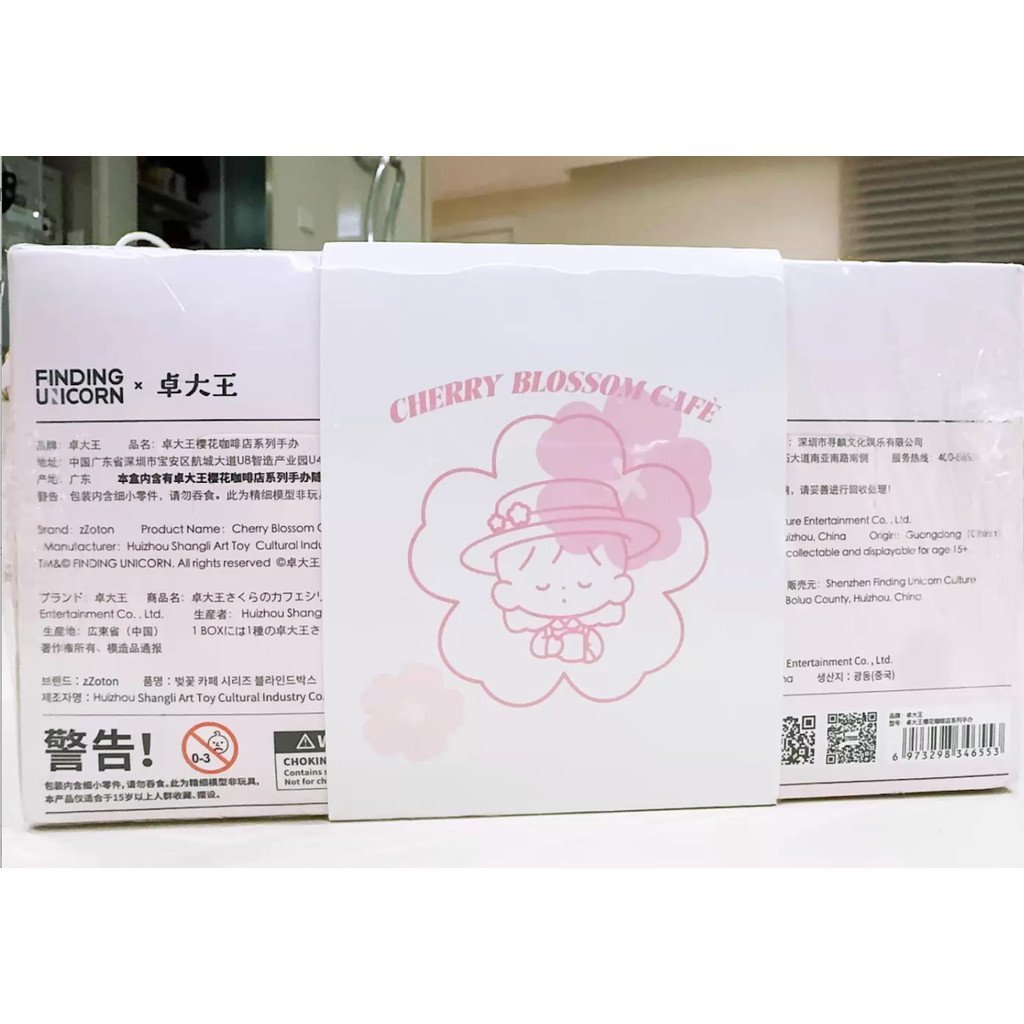 FINDING UNICORN × 卓大王
品牌: 卓大王 品名: 卓大王樱花咖啡店系列手办
地址: 中国广东省深圳市宝安区航城大道U8智造产业园U4
产地: 广东 本盒内含有卓大王樱花咖啡店系列手办随
警告: 包装内含细小零件, 请勿吞食。此为精细模型非玩
Brand: zZoton Product Name: Cherry Blossom
Manufacturer: Huizhou Shangli Art Toy Cultural
TM&© FINDING UNICORN. All rights reserved ©卓大王
ブランド: 卓大王 商品名: 卓大王さくらのカフェシリ
Entertainment Co., Ltd. 生産者: Huizhou Shang
生産地: 広東省（中国） 1 BOXには1種の卓大王さ
著作権所有、模造品通报
브랜드: zZoton 품명: 벚꽃 카페 시리즈 블라인드박스
제조자명: Huizhou Shangli Art Toy Cultural Industry Co.
警告!
0-3
包装内含细小零件, 请勿吞食。此为精细模型非玩具,
本产品仅适合于15岁以上人群收藏、摆设。
CHOKIN
Contains
Not for ch
CHERRY BLOSSOM CAFÈ
: 深圳市寻麟文化娱乐有限公司
大道南亚南路南侧 服务热线: 400-
, 请妥善进行回收处理!
ure Entertainment Co., Ltd.
uizhou, China Origin: Guangdong (China)
collectable and displayable for age 15+
販売元: Shenzhen Finding Unicorn Culture
Boluo County, Huizhou, China
Entertainment Co., Ltd.
na 생산지: 광동(중국)
品牌: 卓大王
型号: 卓大王樱花咖啡店系列手办
6 973298 346553